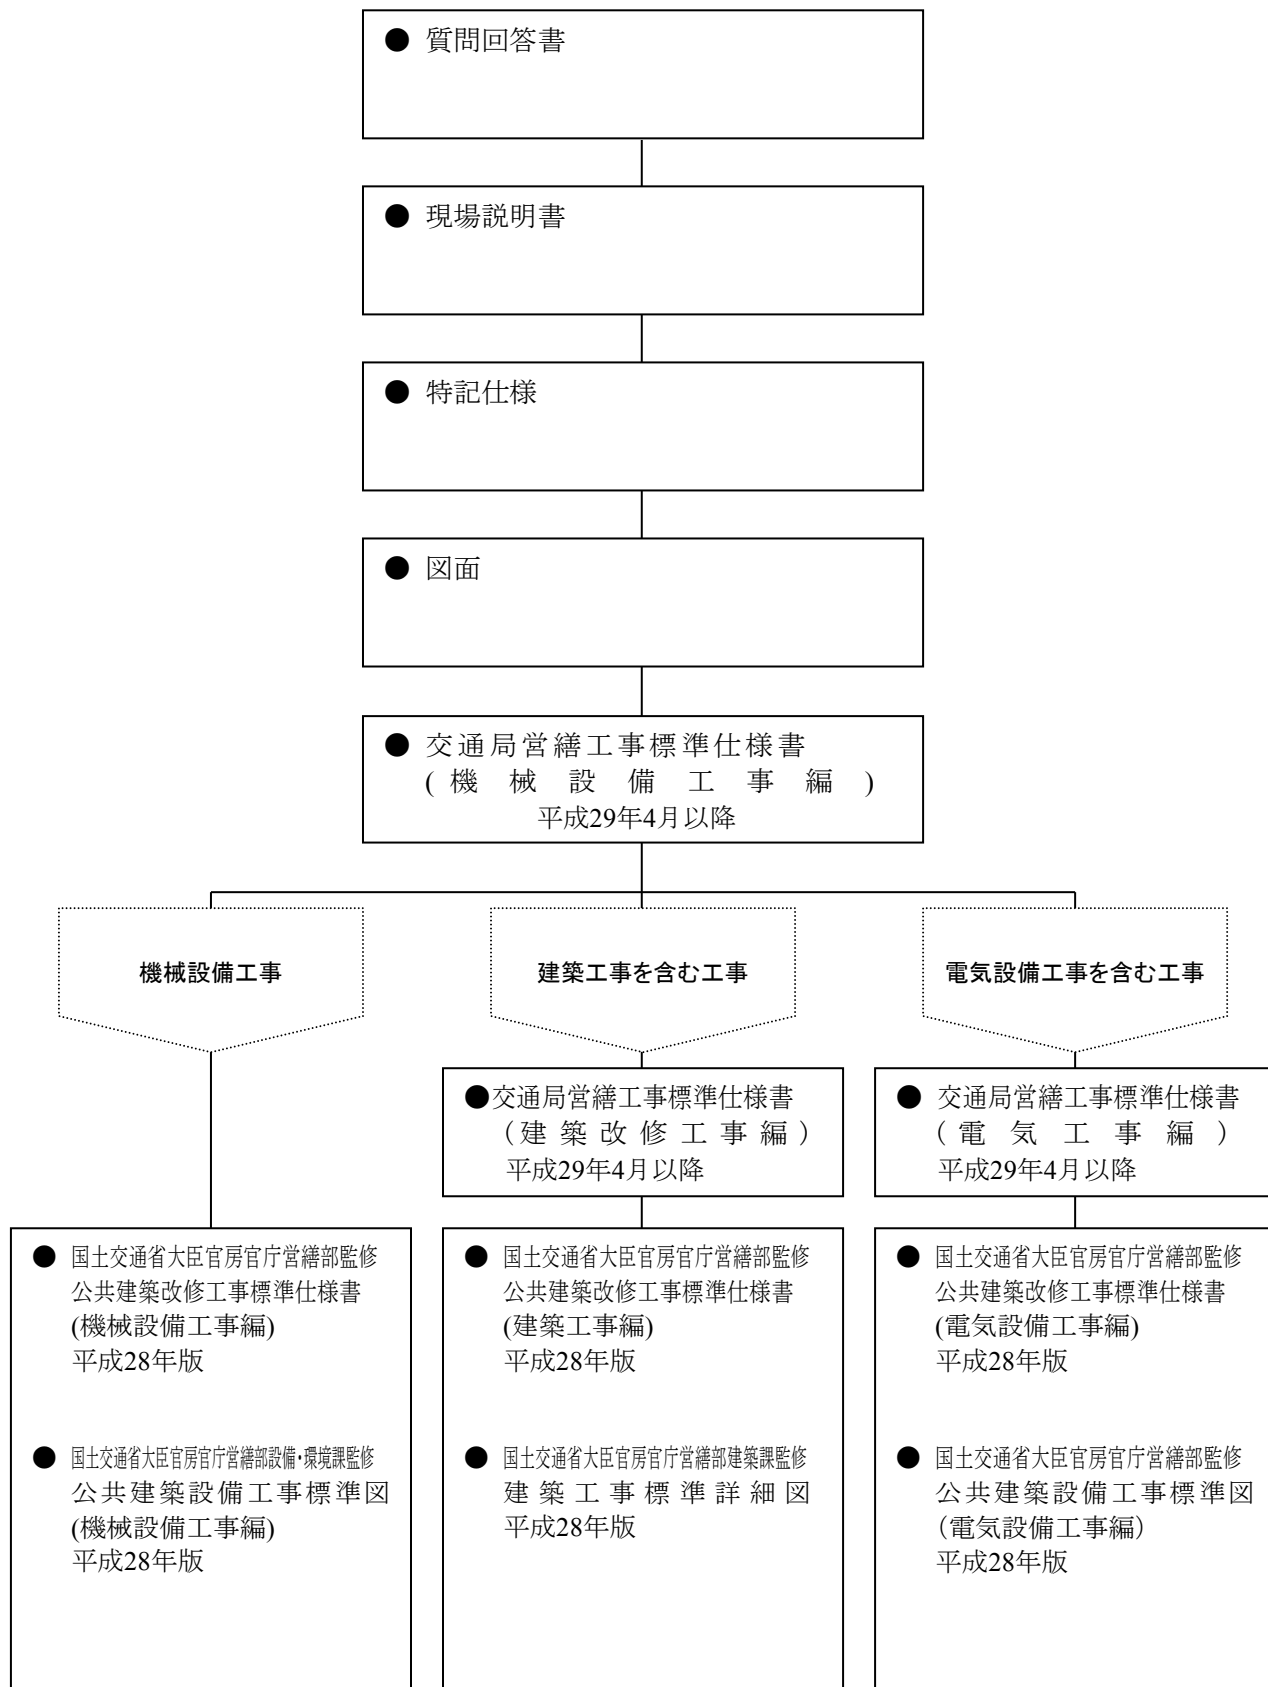 ● 質問回答書
● 現場説明書
● 特記仕様
● 図面
● 交通局営繕工事標準仕様書
(機械設備工事編)
平成29年4月以降
機械設備工事
建築工事を含む工事
電気設備工事を含む工事
●交通局営繕工事標準仕様書
（建築改修工事編）
平成29年4月以降
● 交通局営繕工事標準仕様書
（電気工事編）
平成29年4月以降
● 国土交通省大臣官房官庁営繕部監修
公共建築改修工事標準仕様書
(機械設備工事編)
平成28年版
● 国土交通省大臣官房官庁営繕部設備・環境課監修
公共建築設備工事標準図
(機械設備工事編)
平成28年版
● 国土交通省大臣官房官庁営繕部監修
公共建築改修工事標準仕様書
(建築工事編)
平成28年版
● 国土交通省大臣官房官庁営繕部建築課監修
建築工事標準詳細図
平成28年版
● 国土交通省大臣官房官庁営繕部監修
公共建築改修工事標準仕様書
(電気設備工事編)
平成28年版
● 国土交通省大臣官房官庁営繕部監修
公共建築設備工事標準図
（電気設備工事編）
平成28年版